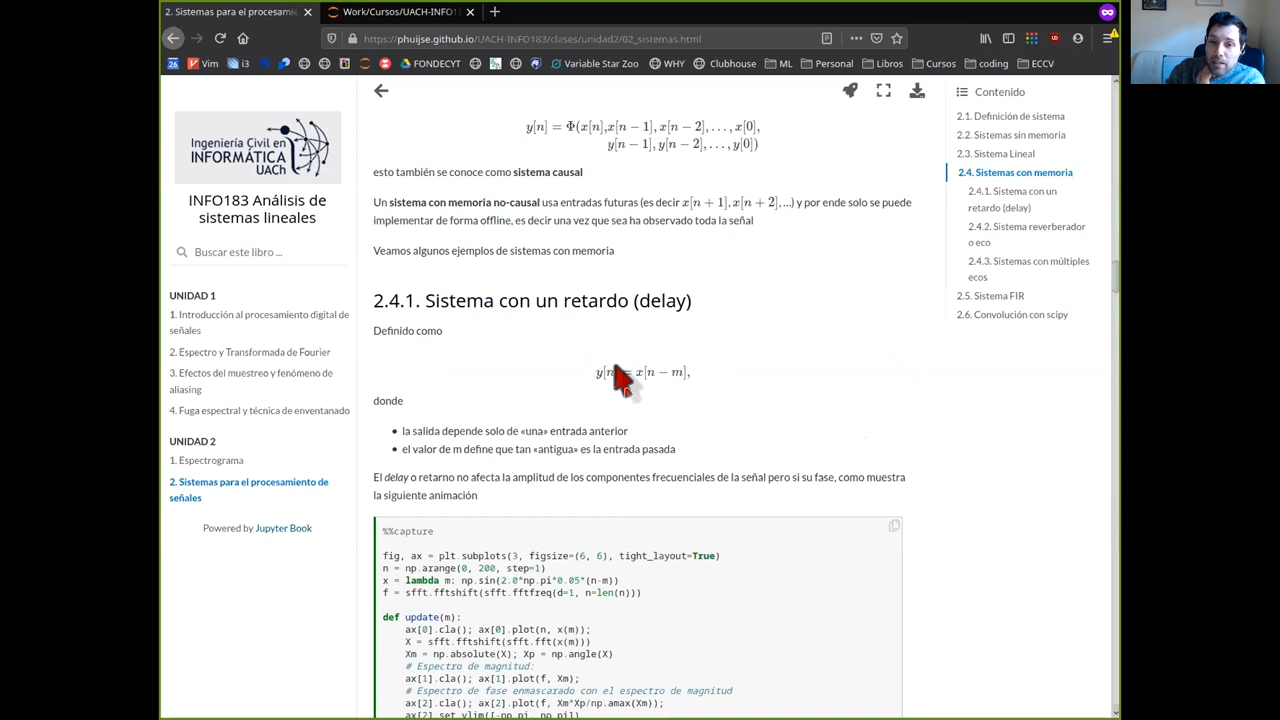 2. Sistemas para el procesami
Work/Cursos/UACH-INFO1
https://phuijse.github.io/UACH-INFO183/clases/unidad2/02_sistemas.html
26
Vim
i3
FONDECYT
Variable Star Zoo
WHY
Clubhouse
ML
Personal
Libros
Cursos
coding
ECCV
Ingeniería Civil en
INFORMÁTICA
UACh
INFO183 Análisis de
sistemas lineales
Buscar este libro ...
UNIDAD 1
1. Introducción al procesamiento digital de
señales
2. Espectro y Transformada de Fourier
3. Efectos del muestreo y fenómeno de
aliasing
4. Fuga espectral y técnica de enventanado
UNIDAD 2
1. Espectrograma
2. Sistemas para el procesamiento de
señales
Powered by Jupyter Book
y[n] = Φ(x[n],x[n − 1], x[n − 2], . . . , x[0],
y[n − 1], y[n − 2], . . . , y[0])
esto también se conoce como sistema causal
Un sistema con memoria no-causal usa entradas futuras (es decir x[n + 1], x[n + 2], ...) y por ende solo se puede
implementar de forma offline, es decir una vez que sea ha observado toda la señal
Veamos algunos ejemplos de sistemas con memoria
2.4.1. Sistema con un retardo (delay)
Definido como
y[n] = x[n − m],
donde
• la salida depende solo de «una» entrada anterior
• el valor de m define que tan «antigua» es la entrada pasada
El delay o retarno no afecta la amplitud de los componentes frecuenciales de la señal pero si su fase, como muestra
la siguiente animación
%%capture
fig, ax = plt.subplots(3, figsize=(6, 6), tight_layout=True)
n = np.arange(0, 200, step=1)
x = lambda m: np.sin(2.0*np.pi*0.05*(n-m))
f = sfft.fftshift(sfft.fftfreq(d=1, n=len(n)))
def update(m):
ax[0].cla(); ax[0].plot(n, x(m));
X = sfft.fftshift(sfft.fft(x(m)))
Xm = np.absolute(X); Xp = np.angle(X)
# Espectro de magnitud:
ax[1].cla(); ax[1].plot(f, Xm);
# Espectro de fase enmascarado con el espectro de magnitud
ax[2].cla(); ax[2].plot(f, Xm*Xp/np.amax(Xm));
ax[2].set_ylim([-np.pi, np.pi])
Contenido
2.1. Definición de sistema
2.2. Sistemas sin memoria
2.3. Sistema Lineal
2.4. Sistemas con memoria
2.4.1. Sistema con un
retardo (delay)
2.4.2. Sistema reverberador
o eco
2.4.3. Sistemas con múltiples
ecos
2.5. Sistema FIR
2.6. Convolución con scipy